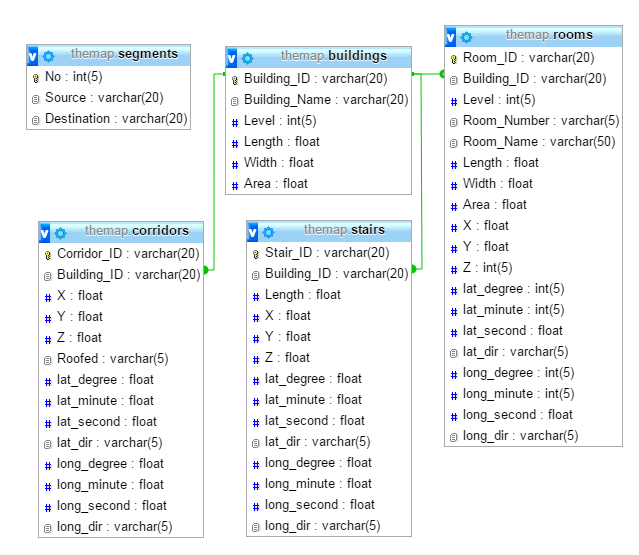 themap.segments
No : int(5)
Source : varchar(20)
Destination : varchar(20)
themap.buildings
Building_ID : varchar(20)
Building_Name : varchar(20)
Level : int(5)
Length : float
Width : float
Area : float
themap.rooms
Room_ID : varchar(20)
Building_ID : varchar(20)
Level : int(5)
Room_Number : varchar(5)
Room_Name : varchar(50)
Length : float
Width : float
Area : float
X : float
Y : float
Z : int(5)
lat_degree : int(5)
lat_minute : int(5)
lat_second : float
lat_dir : varchar(5)
long_degree : int(5)
long_minute : int(5)
long_second : float
long_dir : varchar(5)
themap.corridors
Corridor_ID : varchar(20)
Building_ID : varchar(20)
X : float
Y : float
Z : float
Roofed : varchar(5)
lat_degree : float
lat_minute : float
lat_second : float
lat_dir : varchar(5)
long_degree : float
long_minute : float
long_second : float
long_dir : varchar(5)
themap.stairs
Stair_ID : varchar(20)
Building_ID : varchar(20)
Length : float
X : float
Y : float
Z : float
lat_degree : float
lat_minute : float
lat_second : float
lat_dir : varchar(5)
long_degree : float
long_minute : float
long_second : float
long_dir : varchar(5)